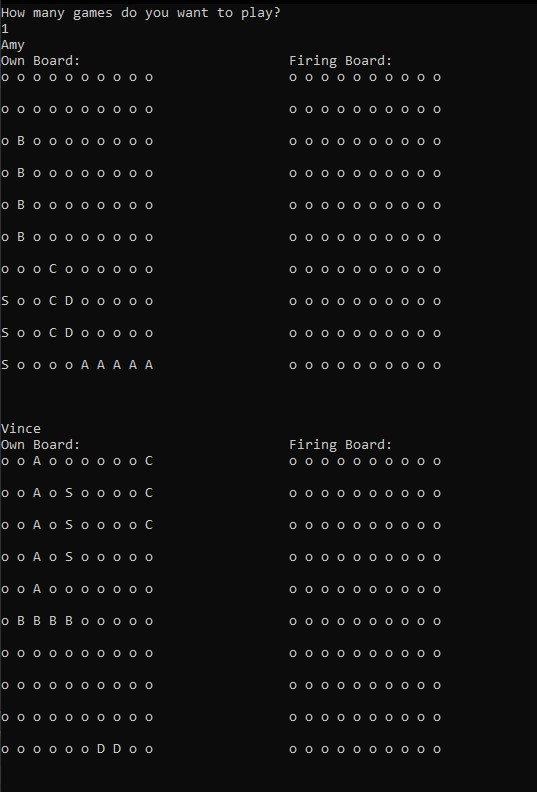 How many games do you want to play?
1
Amy
Own Board: Firing Board:
o o o o o o o o o o o o o o o o o o o o
o o o o o o o o o o o o o o o o o o o o
o B o o o o o o o o o o o o o o o o o o
o B o o o o o o o o o o o o o o o o o o
o B o o o o o o o o o o o o o o o o o o
o B o o o o o o o o o o o o o o o o o o
o o o C o o o o o o o o o o o o o o o o
S o o C D o o o o o o o o o o o o o o o
S o o C D o o o o o o o o o o o o o o o
S o o o o A A A A A o o o o o o o o o o
Vince
Own Board: Firing Board:
o o A o o o o o o C o o o o o o o o o o
o o A o S o o o o C o o o o o o o o o o
o o A o S o o o o C o o o o o o o o o o
o o A o S o o o o o o o o o o o o o o o
o o A o o o o o o o o o o o o o o o o o
o B B B B o o o o o o o o o o o o o o o
o o o o o o o o o o o o o o o o o o o o
o o o o o o o o o o o o o o o o o o o o
o o o o o o o o o o o o o o o o o o o o
o o o o o o D D o o o o o o o o o o o o